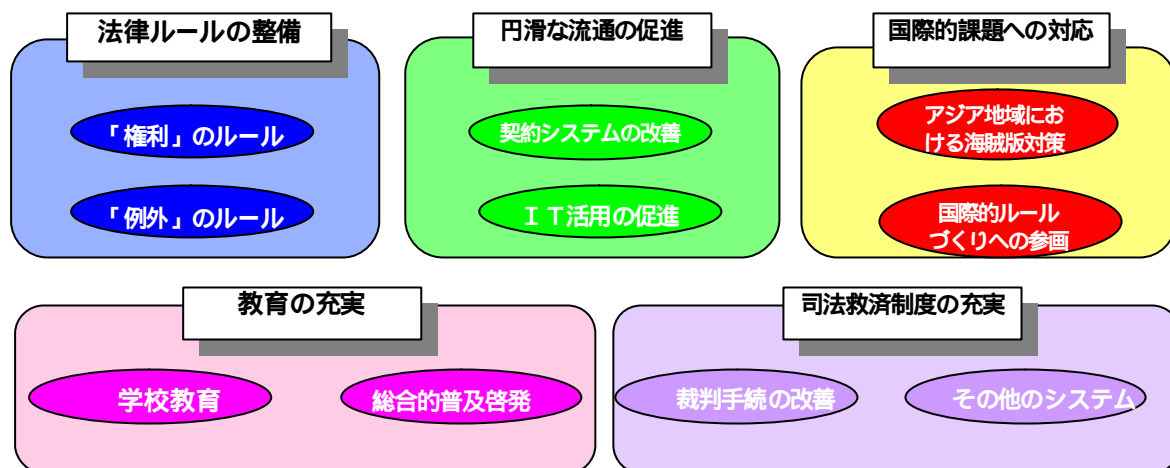 法律ルールの整備
円滑な流通の促進
国際的課題への対応
「権利」のルール
契約システムの改善
アジア地域にお
ける海賊版対策
「例外」のルール
ＩＴ活用の促進
国際的ルール
づくりへの参画
教育の充実
司法救済制度の充実
学校教育
総合的普及啓発
裁判手続の改善
その他のシステム